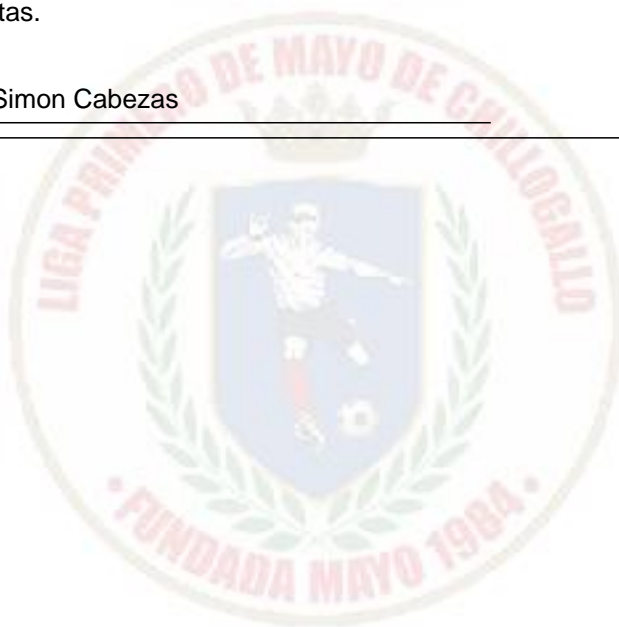 tas.
Simon Cabezas
LIGA PRIMERO DE MAYO DE CHILLOGALLO
• FUNDADA MAYO 1984 •